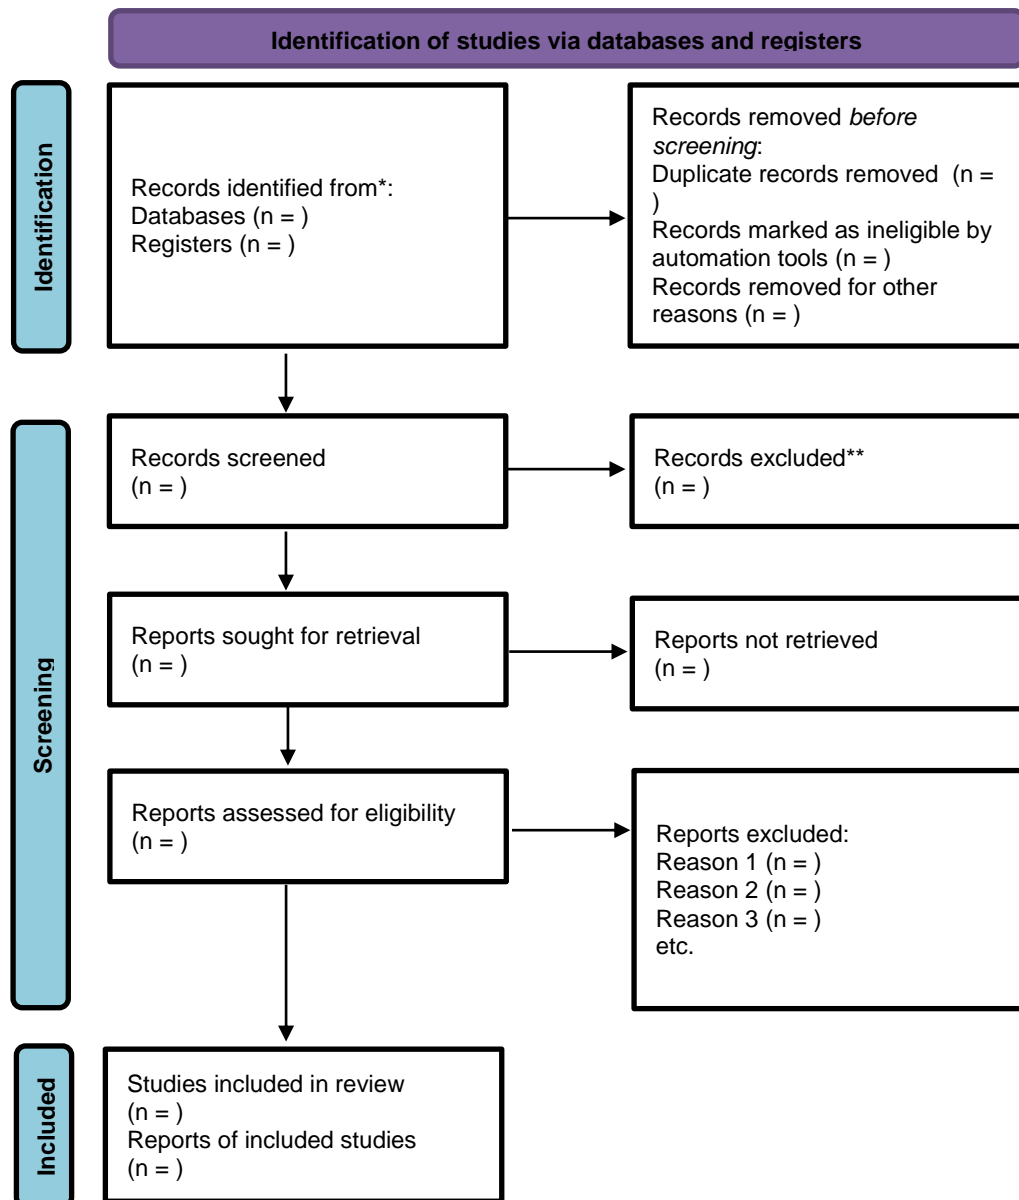 Identification of studies via databases and registers
Identification
Records identified from*:
Databases (n = )
Registers (n = )
Records removed before
screening:
Duplicate records removed  (n =
)
Records marked as ineligible by
automation tools (n = )
Records removed for other
reasons (n = )
Screening
Records screened
(n = )
Records excluded**
(n = )
Reports sought for retrieval
(n = )
Reports not retrieved
(n = )
Reports assessed for eligibility
(n = )
Reports excluded:
Reason 1 (n = )
Reason 2 (n = )
Reason 3 (n = )
etc.
Included
Studies included in review
(n = )
Reports of included studies
(n = )